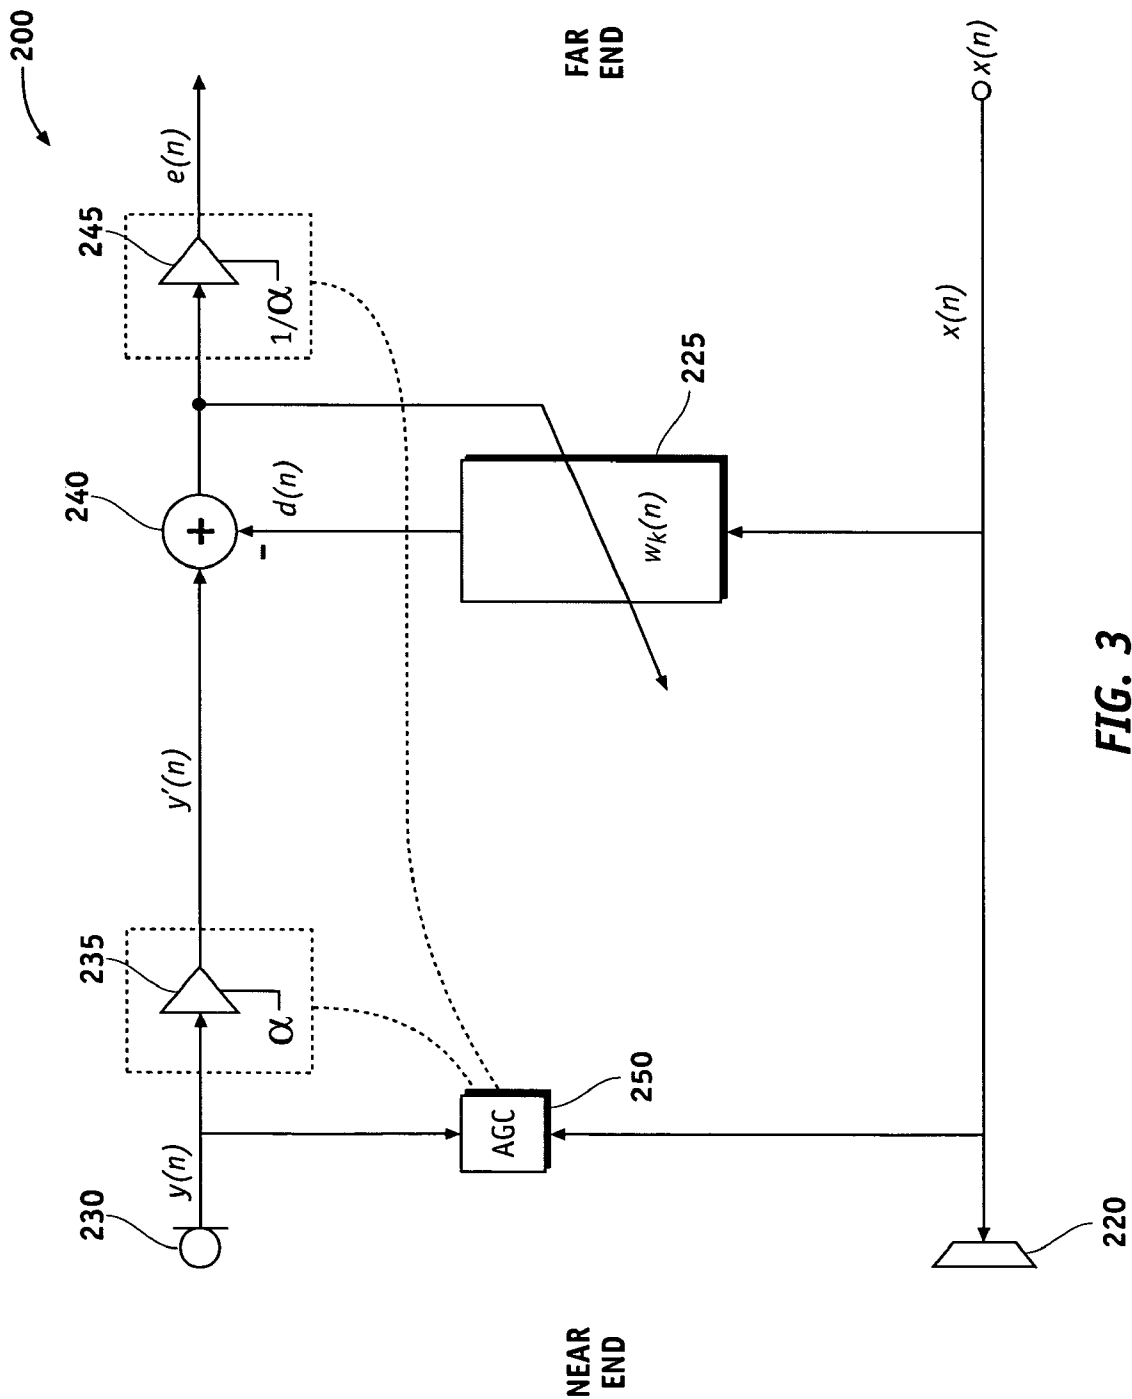 200
245
e(n)
1/α
240
d(n)
-
+
y'(n)
235
α
y(n)
230
AGC
250
225
wk(n)
x(n)
x(n)
220
NEAR
END
FAR
END
FIG. 3